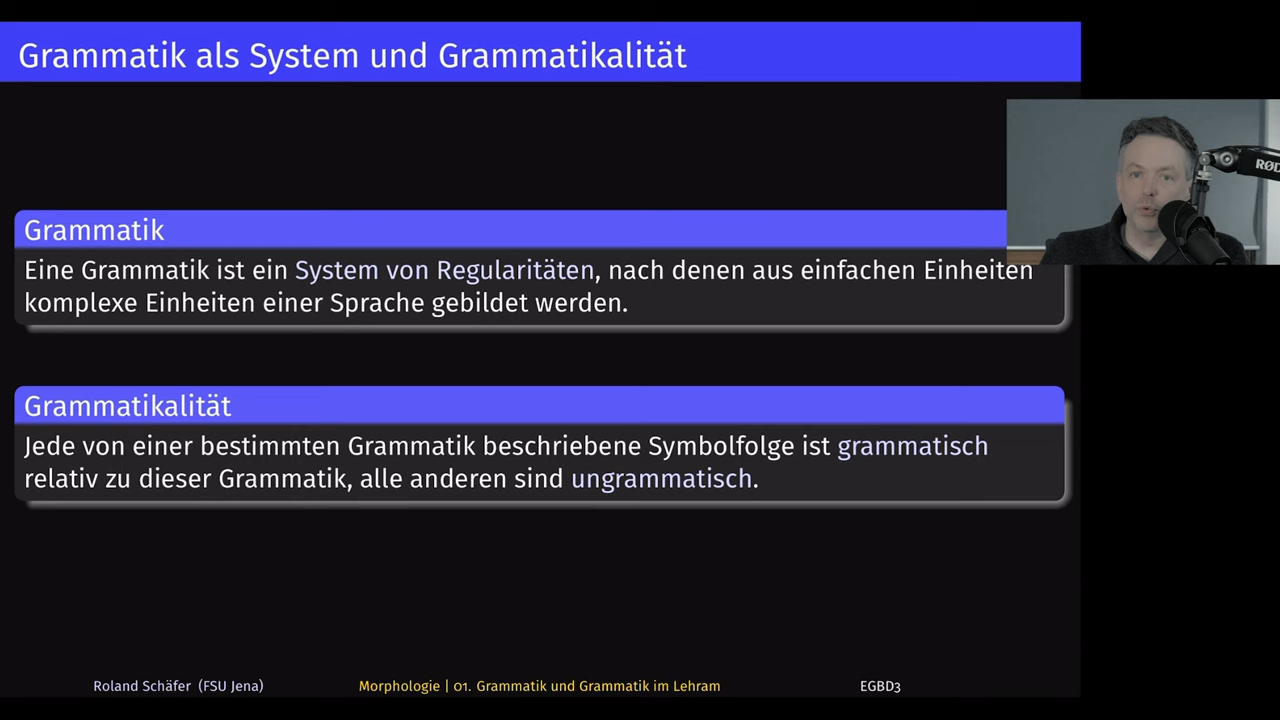 Grammatik als System und Grammatikalität
Grammatik
Eine Grammatik ist ein System von Regularitäten, nach denen aus einfachen Einheiten
komplexe Einheiten einer Sprache gebildet werden.
Grammatikalität
Jede von einer bestimmten Grammatik beschriebene Symbolfolge ist grammatisch
relativ zu dieser Grammatik, alle anderen sind ungrammatisch.
Roland Schäfer (FSU Jena)
Morphologie | 01. Grammatik und Grammatik im Lehram
EGBD3